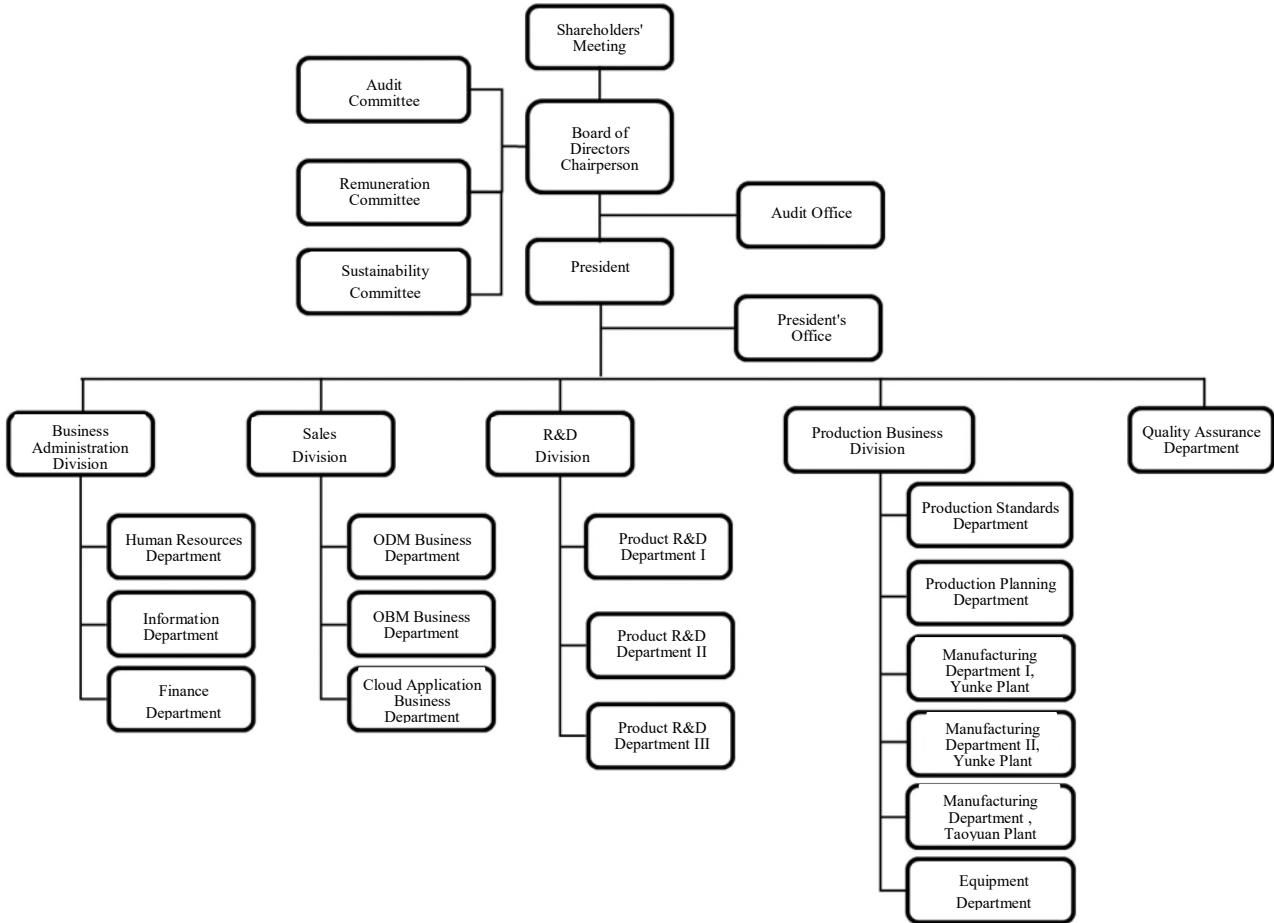 Shareholders'
Meeting
Audit
Committee
Board of
Directors
Chairperson
Remuneration
Committee
Audit Office
Sustainability
Committee
President
President's
Office
Business
Administration
Division
Sales
Division
R&D
Division
Production Business
Division
Quality Assurance
Department
Human Resources
Department
Information
Department
Finance
Department
ODM Business
Department
OBM Business
Department
Cloud Application
Business
Department
Product R&D
Department I
Product R&D
Department II
Product R&D
Department III
Production Standards
Department
Production Planning
Department
Manufacturing
Department I,
Yunke Plant
Manufacturing
Department II,
Yunke Plant
Manufacturing
Department ,
Taoyuan Plant
Equipment
Department